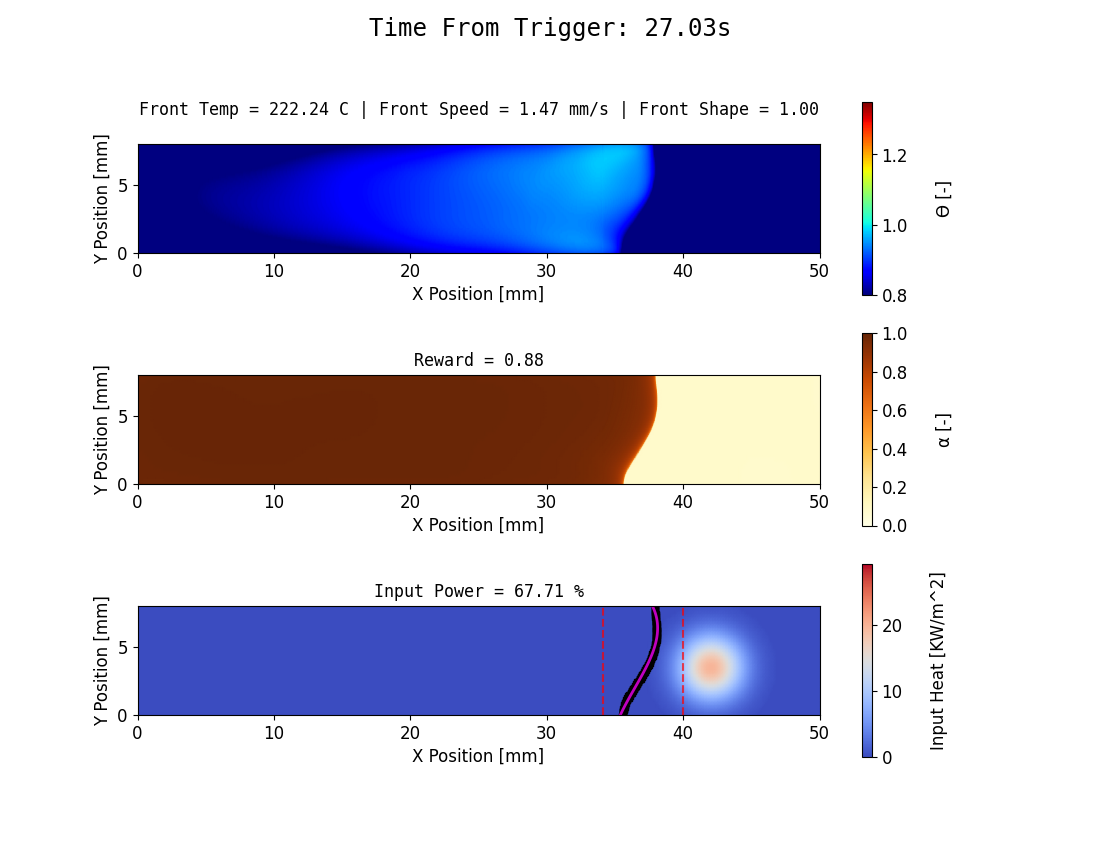 Time From Trigger: 27.03s
Front Temp = 222.24 C | Front Speed = 1.47 mm/s | Front Shape = 1.00
Y Position [mm]
5
0
0 10 20 30 40 50
X Position [mm]
1.2
1.0
0.8
Θ [-]
Reward = 0.88
Y Position [mm]
5
0
0 10 20 30 40 50
X Position [mm]
1.0
0.8
0.6
0.4
0.2
0.0
α [-]
Input Power = 67.71 %
Y Position [mm]
5
0
0 10 20 30 40 50
X Position [mm]
20
10
0
Input Heat [KW/m^2]